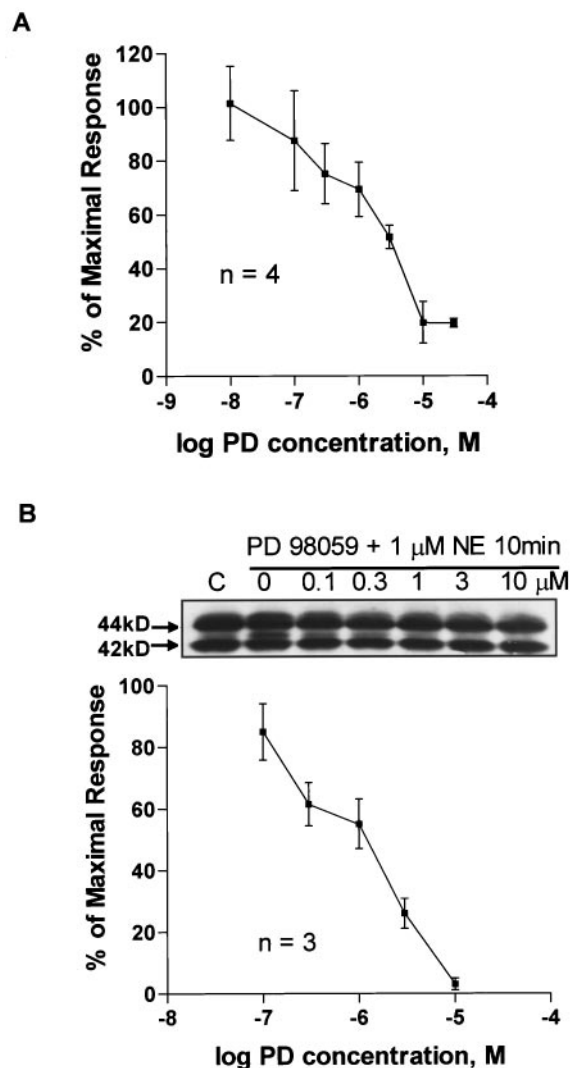 A
% of Maximal Response
120
100
80
60
40
20
0
n = 4
-9 -8 -7 -6 -5 -4
log PD concentration, M
B
PD 98059 + 1 μM NE 10min
C 0 0.1 0.3 1 3 10 μM
44kD
42kD
% of Maximal Response
100
80
60
40
20
0
n = 3
-8 -7 -6 -5 -4
log PD concentration, M